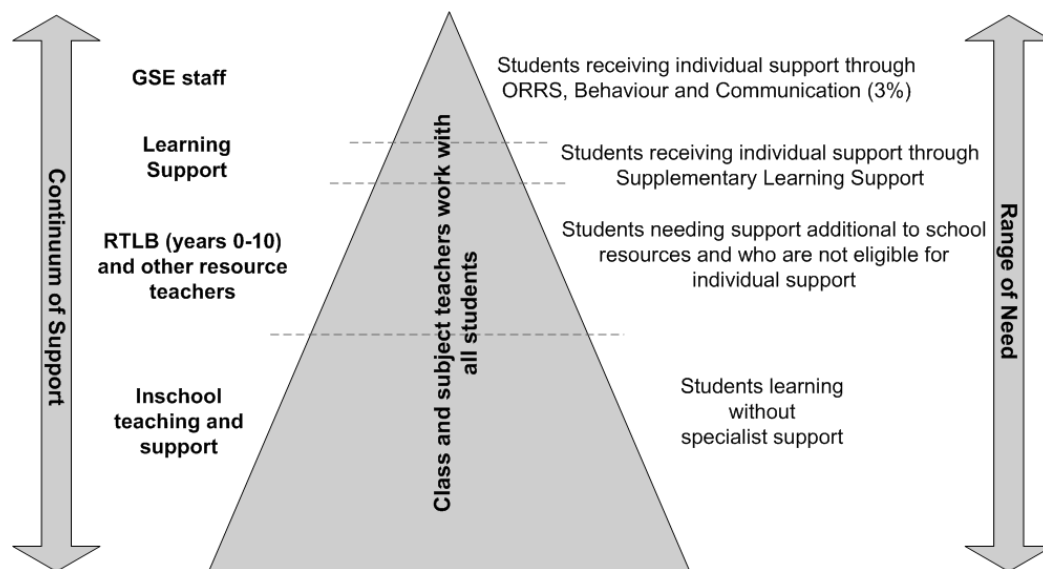 Continuum of Support
GSE staff
Learning
Support
RTLB (years 0-10)
and other resource
teachers
Inschool
teaching and
support
Class and subject teachers work with
all students
Students receiving individual support through
ORRS, Behaviour and Communication (3%)
Students receiving individual support through
Supplementary Learning Support
Students needing support additional to school
resources and who are not eligible for
individual support
Students learning
without
specialist support
Range of Need